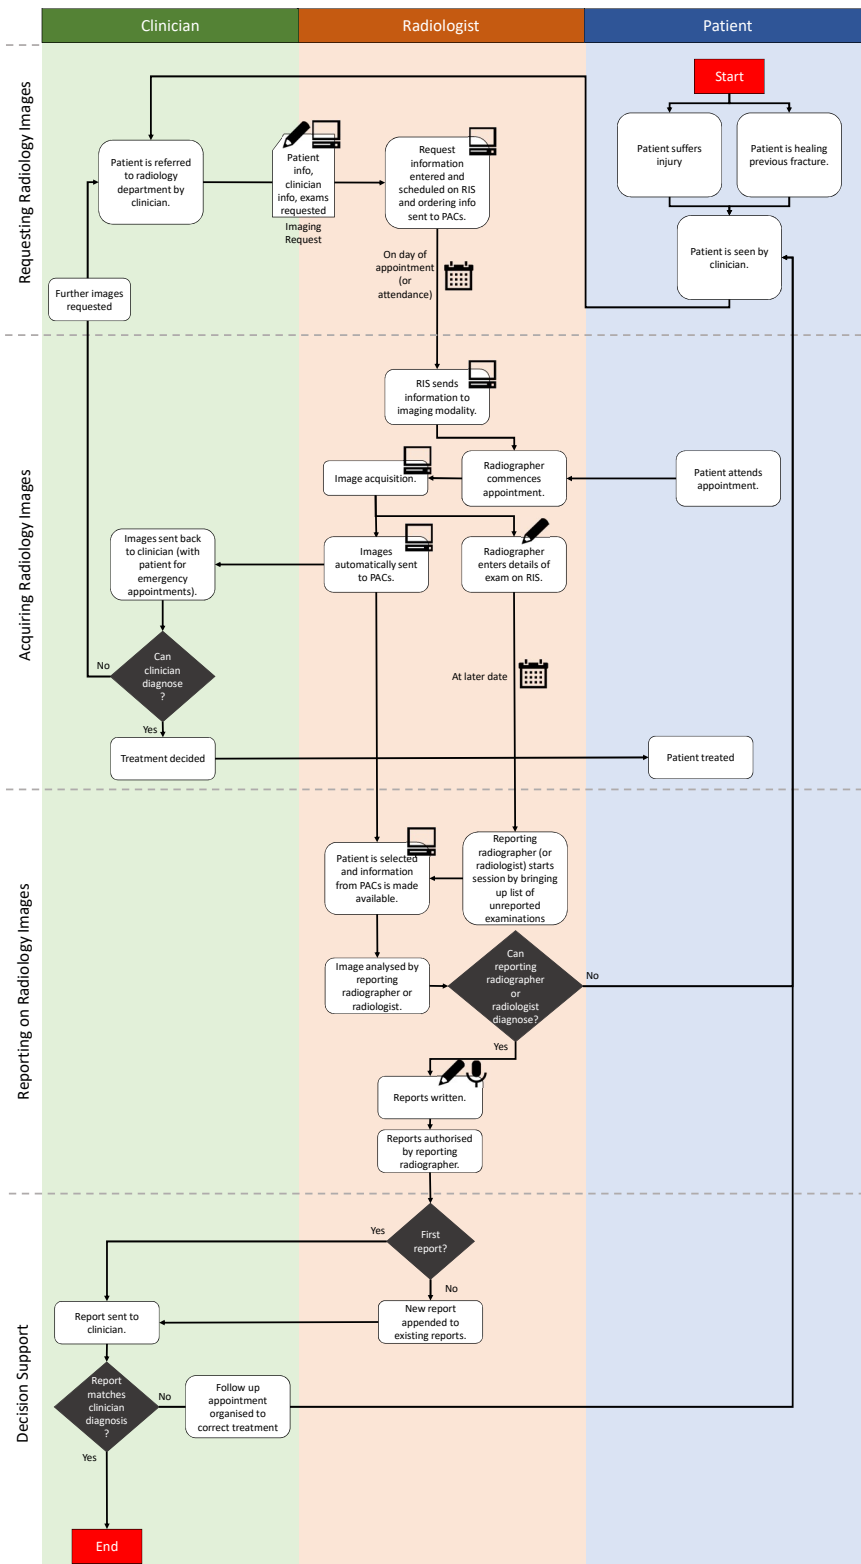 Clinician
Radiologist
Patient
Requesting Radiology Images
Start
Patient suffers
injury
Patient is healing
previous fracture.
Patient is referred
to radiology
department by
clinician.
Patient
info,
clinician
info, exams
requested
Imaging
Request
Request
information
entered and
scheduled on RIS
and ordering info
sent to PACs.
Patient is seen by
clinician.
On day of
appointment
(or
attendance)
Further images
requested
Acquiring Radiology Images
RIS sends
information to
imaging modality.
Image acquisition.
Radiographer
commences
appointment.
Patient attends
appointment.
Images sent back
to clinician (with
patient for
emergency
appointments).
Images
automatically sent
to PACs.
Radiographer
enters details of
exam on RIS.
Can
clinician
diagnose
?
No
At later date
Yes
Treatment decided
Patient treated
Reporting on Radiology Images
Patient is selected
and information
from PACs is made
available.
Reporting
radiographer (or
radiologist) starts
session by bringing
up list of
unreported
examinations
Image analysed by
reporting
radiographer or
radiologist.
Can
reporting
radiographer
or
radiologist
diagnose?
No
Yes
Reports written.
Reports authorised
by reporting
radiographer.
Decision Support
First
report?
Yes
No
Report sent to
clinician.
New report
appended to
existing reports.
Report
matches
clinician
diagnosis
?
No
Follow up
appointment
organised to
correct treatment
Yes
End